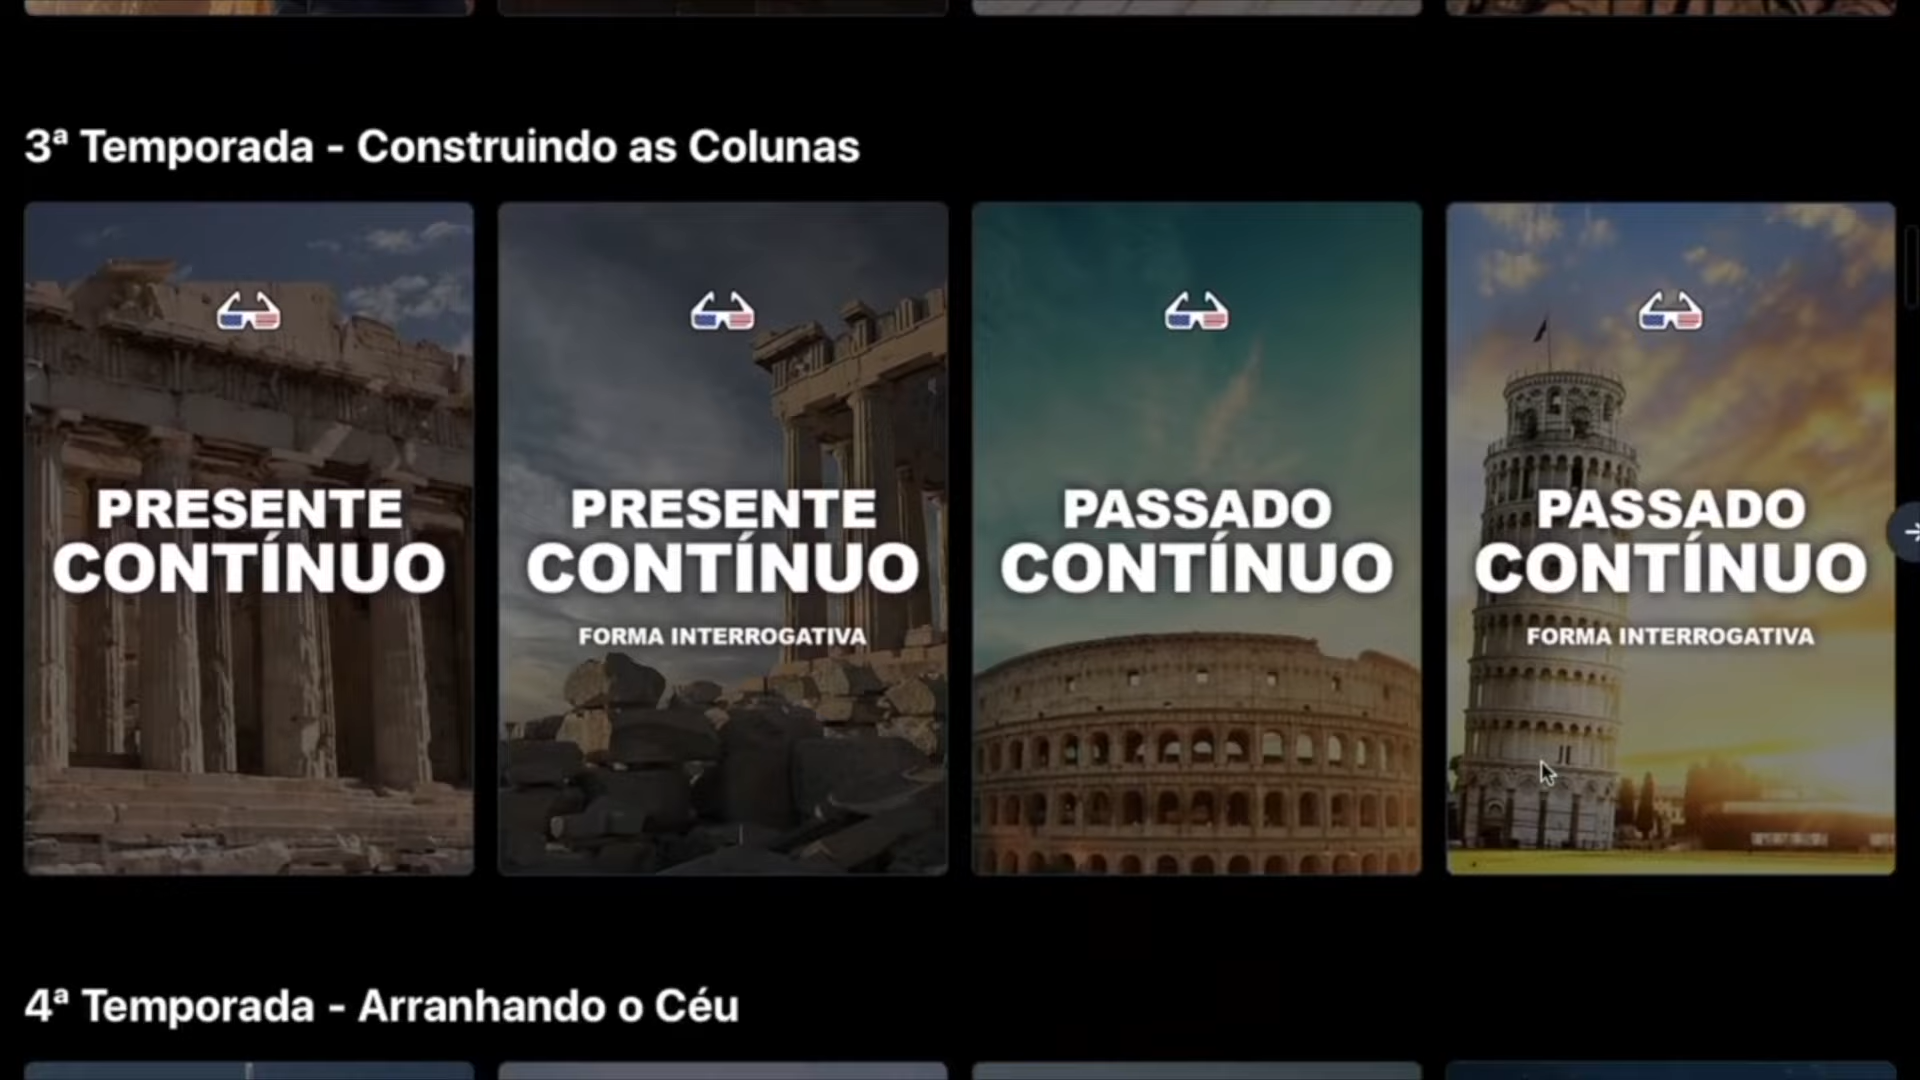 3ª Temporada - Construindo as Colunas
PRESENTE
CONTÍNUO
PRESENTE
CONTÍNUO
FORMA INTERROGATIVA
PASSADO
CONTÍNUO
PASSADO
CONTÍNUO
FORMA INTERROGATIVA
4ª Temporada - Arranhando o Céu